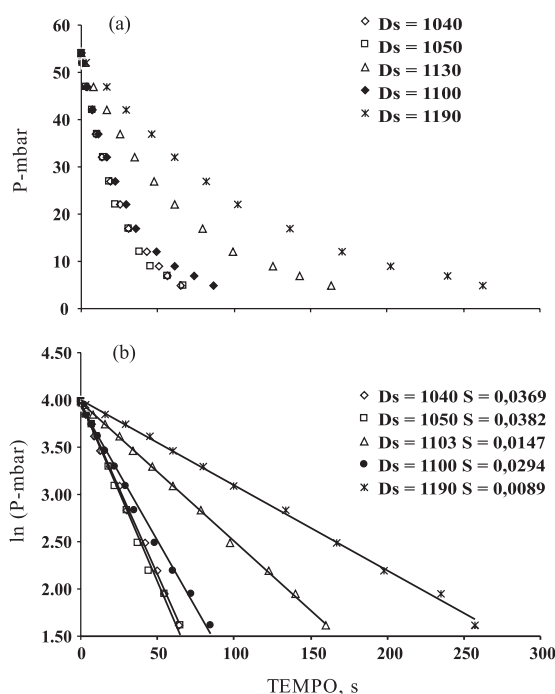 (a)
Ds = 1040
Ds = 1050
Ds = 1130
Ds = 1100
Ds = 1190
P-mbar
60
50
40
30
20
10
0
(b)
Ds = 1040 S = 0,0369
Ds = 1050 S = 0,0382
Ds = 1103 S = 0,0147
Ds = 1100 S = 0,0294
Ds = 1190 S = 0,0089
ln (P-mbar)
4.50
4.00
3.50
3.00
2.50
2.00
1.50
0 50 100 150 200 250 300
TEMPO, s